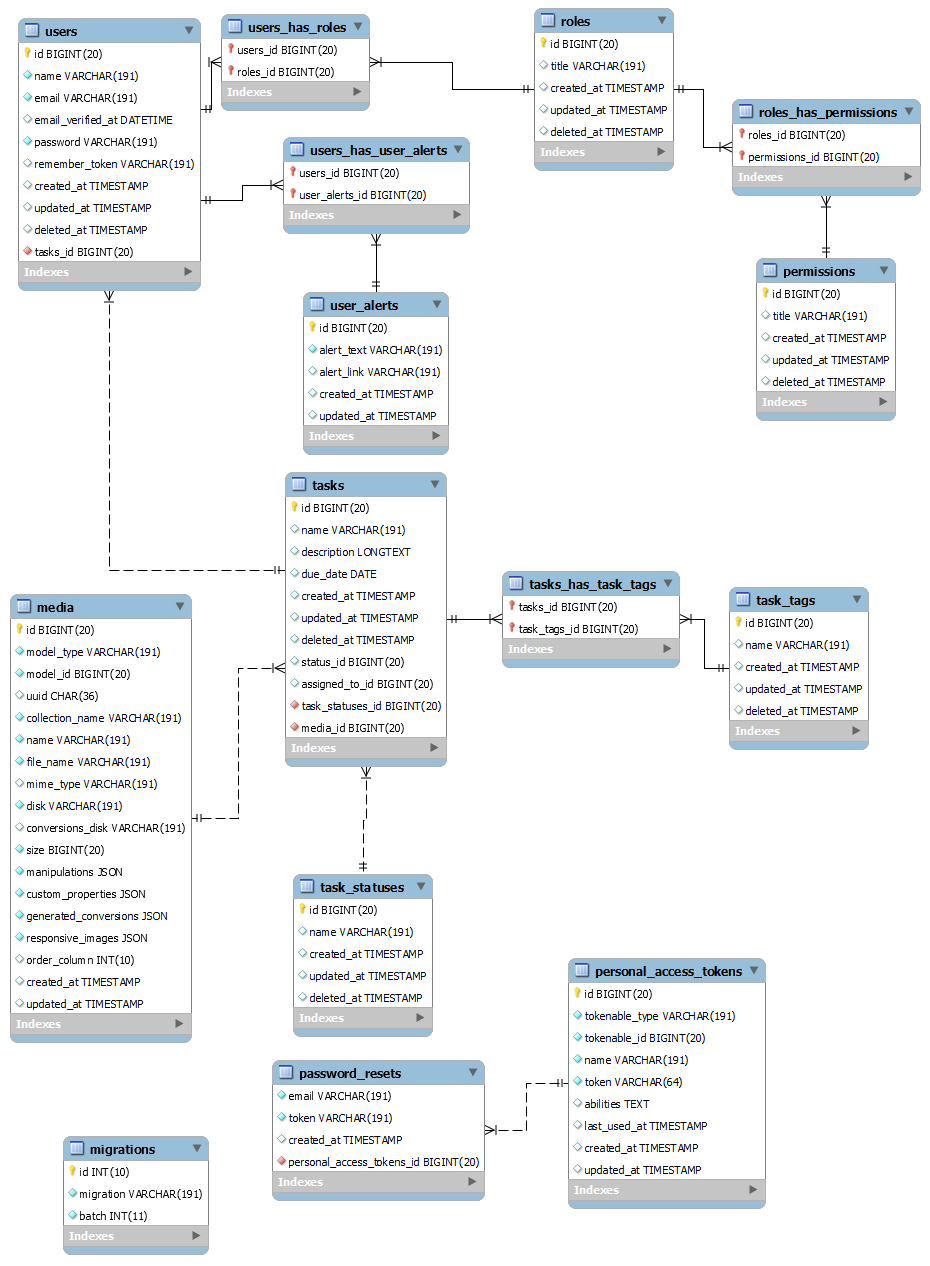 users
id BIGINT(20)
name VARCHAR(191)
email VARCHAR(191)
email_verified_at DATETIME
password VARCHAR(191)
remember_token VARCHAR(191)
created_at TIMESTAMP
updated_at TIMESTAMP
deleted_at TIMESTAMP
tasks_id BIGINT(20)
Indexes
users_has_roles
users_id BIGINT(20)
roles_id BIGINT(20)
Indexes
roles
id BIGINT(20)
title VARCHAR(191)
created_at TIMESTAMP
updated_at TIMESTAMP
deleted_at TIMESTAMP
Indexes
roles_has_permissions
roles_id BIGINT(20)
permissions_id BIGINT(20)
Indexes
users_has_user_alerts
users_id BIGINT(20)
user_alerts_id BIGINT(20)
Indexes
permissions
id BIGINT(20)
title VARCHAR(191)
created_at TIMESTAMP
updated_at TIMESTAMP
deleted_at TIMESTAMP
Indexes
user_alerts
id BIGINT(20)
alert_text VARCHAR(191)
alert_link VARCHAR(191)
created_at TIMESTAMP
updated_at TIMESTAMP
Indexes
tasks
id BIGINT(20)
name VARCHAR(191)
description LONGTEXT
due_date DATE
created_at TIMESTAMP
updated_at TIMESTAMP
deleted_at TIMESTAMP
status_id BIGINT(20)
assigned_to_id BIGINT(20)
task_statuses_id BIGINT(20)
media_id BIGINT(20)
Indexes
tasks_has_task_tags
tasks_id BIGINT(20)
task_tags_id BIGINT(20)
Indexes
task_tags
id BIGINT(20)
name VARCHAR(191)
created_at TIMESTAMP
updated_at TIMESTAMP
deleted_at TIMESTAMP
Indexes
media
id BIGINT(20)
model_type VARCHAR(191)
model_id BIGINT(20)
uuid CHAR(36)
collection_name VARCHAR(191)
name VARCHAR(191)
file_name VARCHAR(191)
mime_type VARCHAR(191)
disk VARCHAR(191)
conversions_disk VARCHAR(191)
size BIGINT(20)
manipulations JSON
custom_properties JSON
generated_conversions JSON
responsive_images JSON
order_column INT(10)
created_at TIMESTAMP
updated_at TIMESTAMP
Indexes
task_statuses
id BIGINT(20)
name VARCHAR(191)
created_at TIMESTAMP
updated_at TIMESTAMP
deleted_at TIMESTAMP
Indexes
personal_access_tokens
id BIGINT(20)
tokenable_type VARCHAR(191)
tokenable_id BIGINT(20)
name VARCHAR(191)
token VARCHAR(64)
abilities TEXT
last_used_at TIMESTAMP
created_at TIMESTAMP
updated_at TIMESTAMP
Indexes
password_resets
email VARCHAR(191)
token VARCHAR(191)
created_at TIMESTAMP
personal_access_tokens_id BIGINT(20)
Indexes
migrations
id INT(10)
migration VARCHAR(191)
batch INT(11)
Indexes